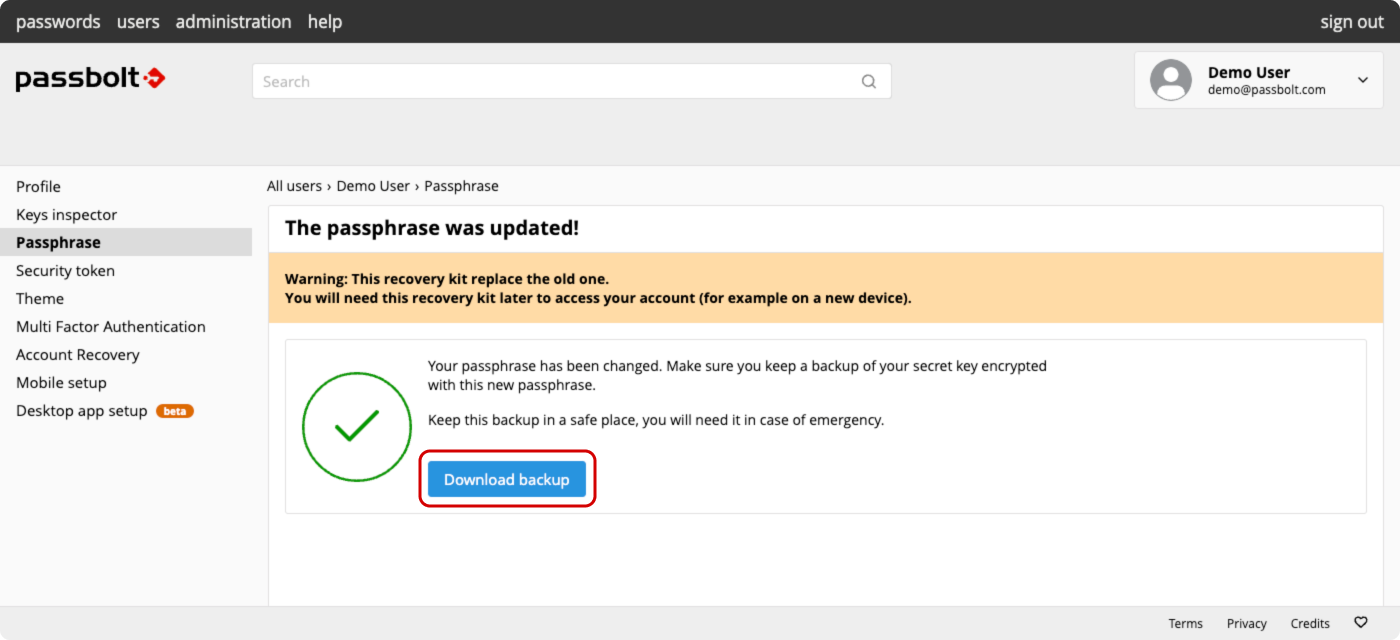 passwords users administration help sign out
passbolt
Search
Demo User
demo@passbolt.com
Profile
Keys inspector
Passphrase
Security token
Theme
Multi Factor Authentication
Account Recovery
Mobile setup
Desktop app setup beta
All users › Demo User › Passphrase
The passphrase was updated!
Warning: This recovery kit replace the old one.
You will need this recovery kit later to access your account (for example on a new device).
Your passphrase has been changed. Make sure you keep a backup of your secret key encrypted
with this new passphrase.
Keep this backup in a safe place, you will need it in case of emergency.
Download backup
Terms Privacy Credits